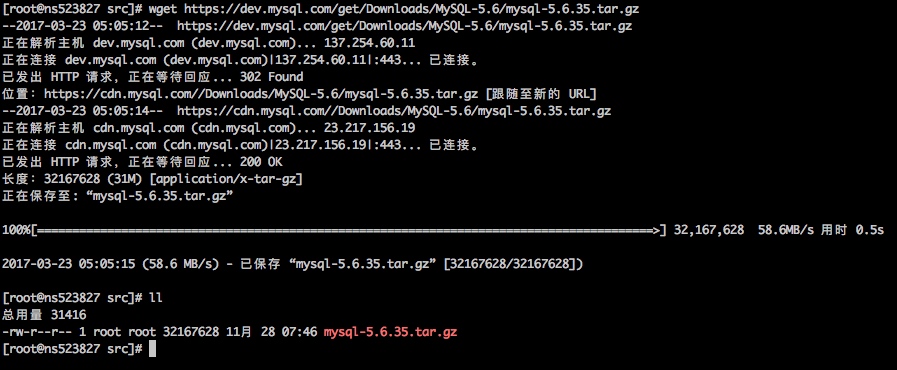 [root@ns523827 src]# wget https://dev.mysql.com/get/Downloads/MySQL-5.6/mysql-5.6.35.tar.gz
--2017-03-23 05:05:12--  https://dev.mysql.com/get/Downloads/MySQL-5.6/mysql-5.6.35.tar.gz
正在解析主机 dev.mysql.com (dev.mysql.com)... 137.254.60.11
正在连接 dev.mysql.com (dev.mysql.com)|137.254.60.11|:443... 已连接。
已发出 HTTP 请求，正在等待回应... 302 Found
位置：https://cdn.mysql.com//Downloads/MySQL-5.6/mysql-5.6.35.tar.gz [跟随至新的 URL]
--2017-03-23 05:05:14--  https://cdn.mysql.com//Downloads/MySQL-5.6/mysql-5.6.35.tar.gz
正在解析主机 cdn.mysql.com (cdn.mysql.com)... 23.217.156.19
正在连接 cdn.mysql.com (cdn.mysql.com)|23.217.156.19|:443... 已连接。
已发出 HTTP 请求，正在等待回应... 200 OK
长度：32167628 (31M) [application/x-tar-gz]
正在保存至: “mysql-5.6.35.tar.gz”
100%[======================================================================================>] 32,167,628  58.6MB/s 用时 0.5s
2017-03-23 05:05:15 (58.6 MB/s) - 已保存 “mysql-5.6.35.tar.gz” [32167628/32167628])
[root@ns523827 src]# ll
总用量 31416
-rw-r--r-- 1 root root 32167628 11月 28 07:46 mysql-5.6.35.tar.gz
[root@ns523827 src]#